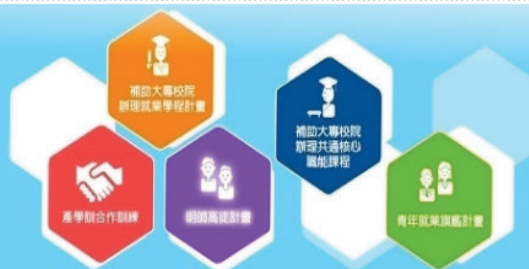 補助大專校院
辦理就業學程計畫
補助大專校院
辦理共通核心
職能課程
產學訓合作訓練
明師高徒計畫
青年就業旗艦計畫